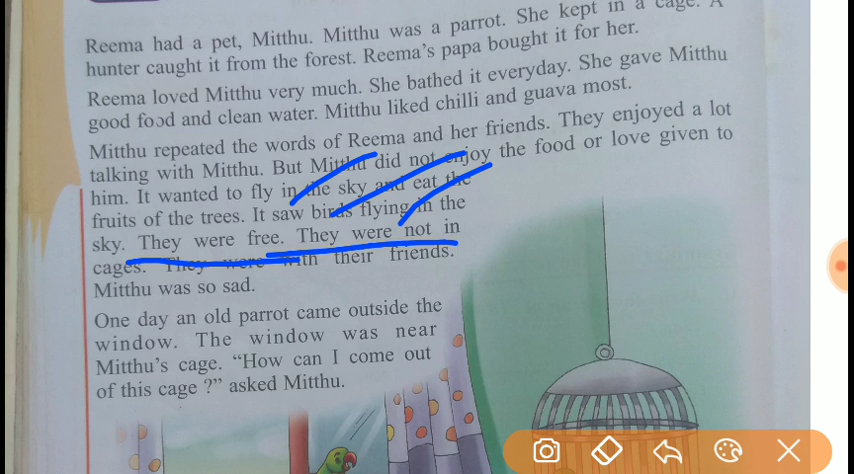 Reema had a pet, Mitthu. Mitthu was a parrot. She kept in a cage. A
hunter caught it from the forest. Reema's papa bought it for her.
Reema loved Mitthu very much. She bathed it everyday. She gave Mitthu
good food and clean water. Mitthu liked chilli and guava most.
Mitthu repeated the words of Reema and her friends. They enjoyed a lot
talking with Mitthu. But Mitthu did not enjoy the food or love given to
him. It wanted to fly in the sky and eat the
fruits of the trees. It saw birds flying in the
sky. They were free. They were not in
cages. They were with their friends.
Mitthu was so sad.
One day an old parrot came outside the
window. The window was near
Mitthu's cage. “How can I come out
of this cage ?” asked Mitthu.